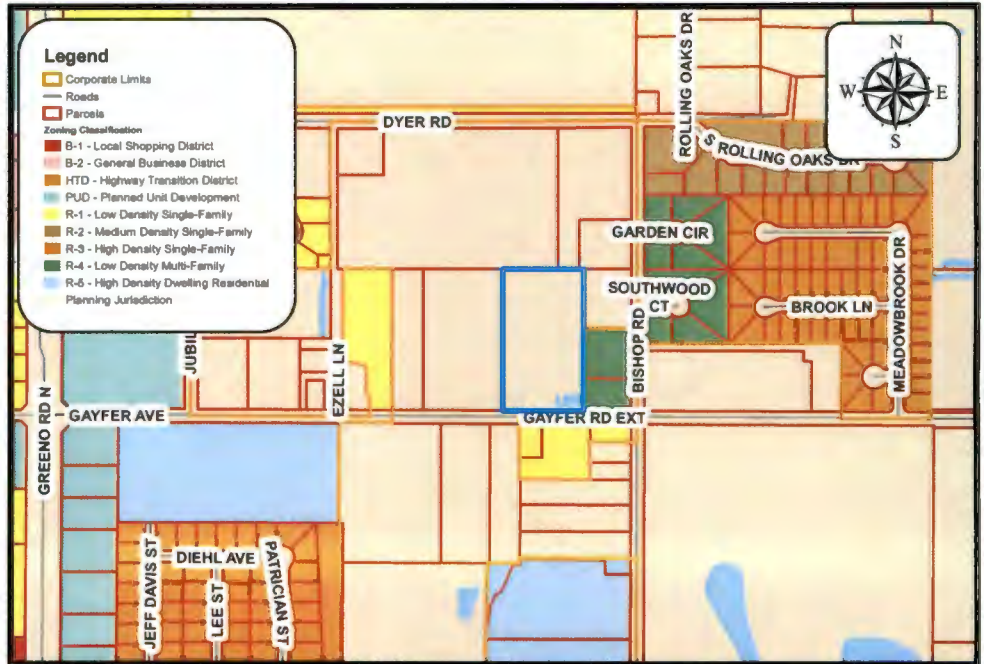 Legend
Corporate Limits
Roads
Parcels
Zoning Classification
B-1 - Local Shopping District
B-2 - General Business District
HTD - Highway Transition District
PUD - Planned Unit Development
R-1 - Low Density Single-Family
R-2 - Medium Density Single-Family
R-3 - High Density Single-Family
R-4 - Low Density Multi-Family
R-5 - High Density Dwelling Residential
Planning Jurisdiction
N
W
E
S
ROLLING OAKS DR
DYER RD
S ROLLING OAKS DR
GARDEN CIR
SOUTHWOOD
CT
BROOK LN
MEADOWBROOK DR
BISHOP RD
EZELL LN
JUBIL
GREENO RD N
GAYFER AVE
GAYFER RD EXT
JEFF DAVIS ST
DIEHL AVE
LEE ST
PATRICIAN ST